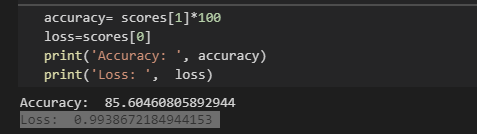 accuracy= scores[1]*100
loss=scores[0]
print('Accuracy: ', accuracy)
print('Loss: ',  loss)
Accuracy:  85.60460805892944
Loss:  0.9938672184944153